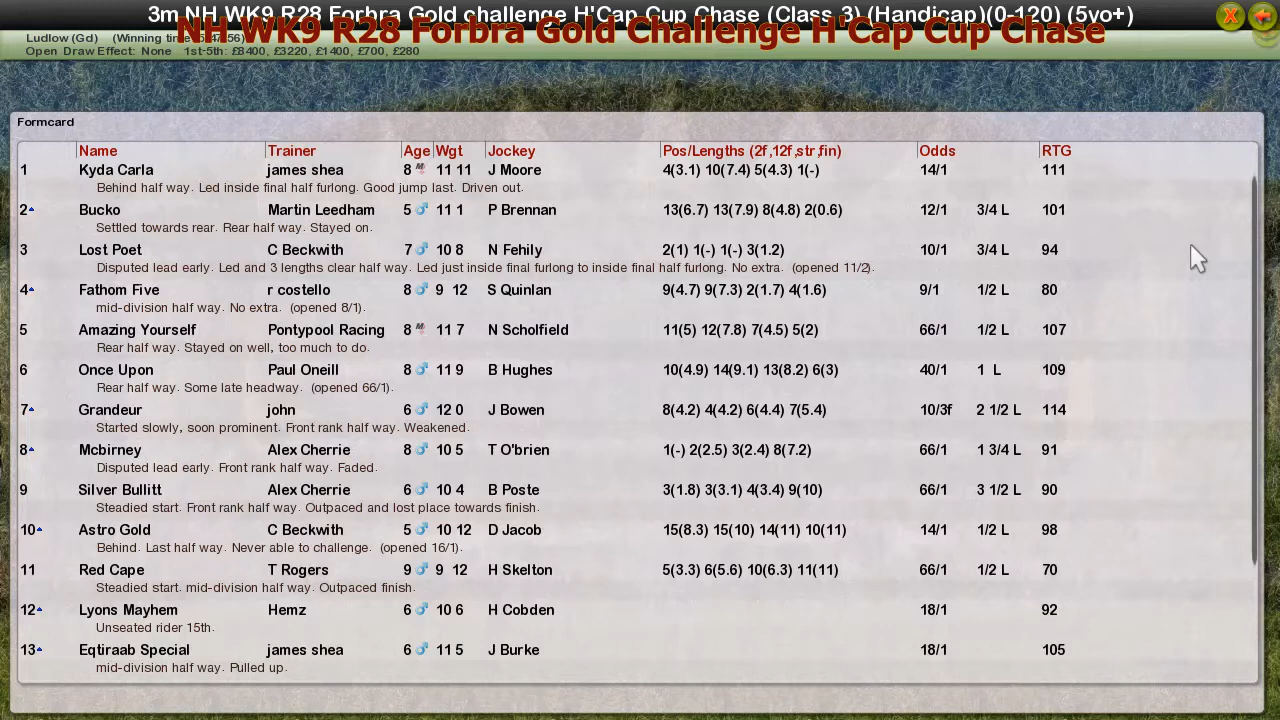 3m NH WK9 R28 Forbra Gold challenge H'Cap Cup Chase (Class 3) (Handicap)(0-120) (5yo+)
NH WK9 R28 Forbra Gold Challenge H'Cap Cup Chase
Ludlow (Gd) (Winning time
Open Draw Effect: None 1st-5th: £8400, £3220, £1400, £700, £280
Formcard
Name Trainer Age Wgt Jockey Pos/Lengths (2f,12f,str,fin) Odds RTG
1 Kyda Carla james shea 8 11 11 J Moore 4(3.1) 10(7.4) 5(4.3) 1(-) 14/1 111
Behind half way. Led inside final half furlong. Good jump last. Driven out.
2 Bucko Martin Leedham 5 11 1 P Brennan 13(6.7) 13(7.9) 8(4.8) 2(0.6) 12/1 3/4 L 101
Settled towards rear. Rear half way. Stayed on.
3 Lost Poet C Beckwith 7 10 8 N Fehily 2(1) 1(-) 1(-) 3(1.2) 10/1 3/4 L 94
Disputed lead early. Led and 3 lengths clear half way. Led just inside final furlong to inside final half furlong. No extra. (opened 11/2).
4 Fathom Five r costello 8 9 12 S Quinlan 9(4.7) 9(7.3) 2(1.7) 4(1.6) 9/1 1/2 L 80
mid-division half way. No extra. (opened 8/1).
5 Amazing Yourself Pontypool Racing 8 11 7 N Scholfield 11(5) 12(7.8) 7(4.5) 5(2) 66/1 1/2 L 107
Rear half way. Stayed on well, too much to do.
6 Once Upon Paul Oneill 8 11 9 B Hughes 10(4.9) 14(9.1) 13(8.2) 6(3) 40/1 1 L 109
Rear half way. Some late headway. (opened 66/1).
7 Grandeur john 6 12 0 J Bowen 8(4.2) 4(4.2) 6(4.4) 7(5.4) 10/3f 2 1/2 L 114
Started slowly, soon prominent. Front rank half way. Weakened.
8 Mcbirney Alex Cherrie 8 10 5 T O'brien 1(-) 2(2.5) 3(2.4) 8(7.2) 66/1 1 3/4 L 91
Disputed lead early. Front rank half way. Faded.
9 Silver Bullitt Alex Cherrie 6 10 4 B Poste 3(1.8) 3(3.1) 4(3.4) 9(10) 66/1 3 1/2 L 90
Steadied start. Front rank half way. Outpaced and lost place towards finish.
10 Astro Gold C Beckwith 5 10 12 D Jacob 15(8.3) 15(10) 14(11) 10(11) 14/1 1/2 L 98
Behind. Last half way. Never able to challenge. (opened 16/1).
11 Red Cape T Rogers 9 9 12 H Skelton 5(3.3) 6(5.6) 10(6.3) 11(11) 66/1 1/2 L 70
Steadied start. mid-division half way. Outpaced finish.
12 Lyons Mayhem Hemz 6 10 6 H Cobden 18/1 92
Unseated rider 15th.
13 Eqtiraab Special james shea 6 11 5 J Burke 18/1 105
mid-division half way. Pulled up.